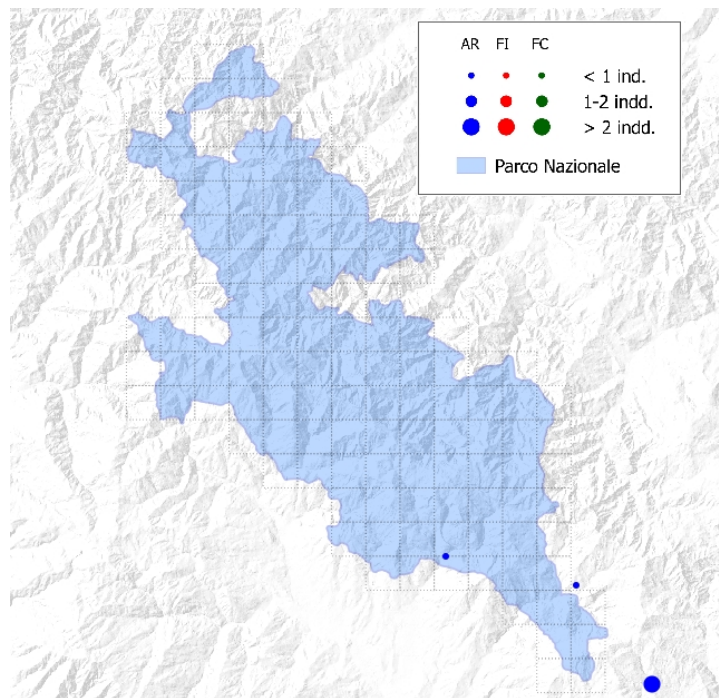 AR FI FC
< 1 ind.
1-2 indd.
> 2 indd.
Parco Nazionale